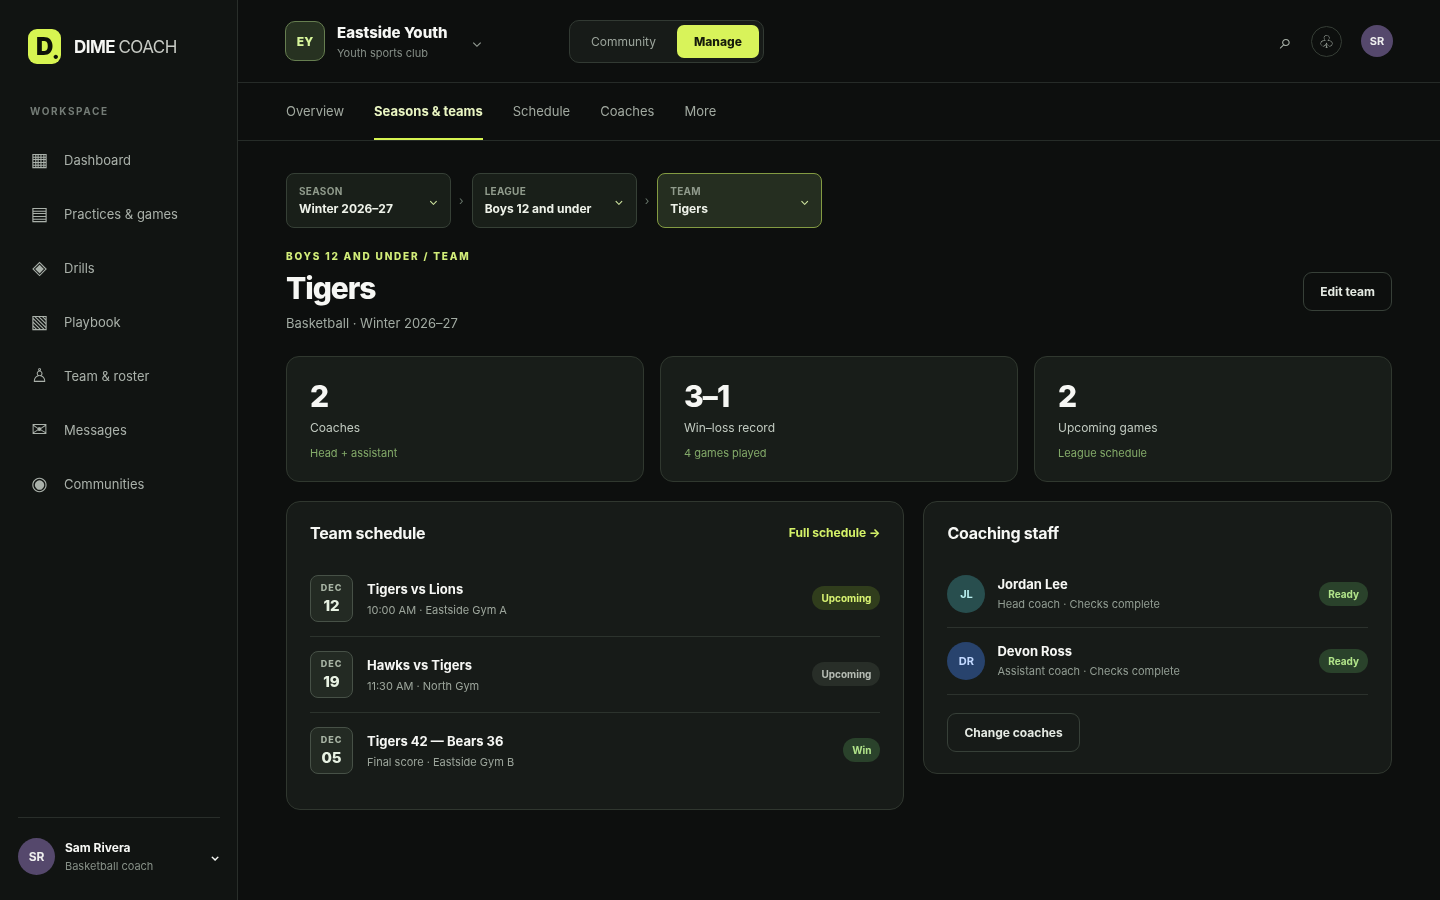 D.
DIME COACH
WORKSPACE
Dashboard
Practices & games
Drills
Playbook
Team & roster
Messages
Communities
SR
Sam Rivera
Basketball coach
EY
Eastside Youth
Youth sports club
Community
Manage
SR
Overview
Seasons & teams
Schedule
Coaches
More
SEASON
Winter 2026–27
›
LEAGUE
Boys 12 and under
›
TEAM
Tigers
BOYS 12 AND UNDER / TEAM
Tigers
Basketball · Winter 2026–27
Edit team
2
Coaches
Head + assistant
3–1
Win–loss record
4 games played
2
Upcoming games
League schedule
Team schedule
Full schedule →
DEC
12
Tigers vs Lions
10:00 AM · Eastside Gym A
Upcoming
DEC
19
Hawks vs Tigers
11:30 AM · North Gym
Upcoming
DEC
05
Tigers 42 — Bears 36
Final score · Eastside Gym B
Win
Coaching staff
JL
Jordan Lee
Head coach · Checks complete
Ready
DR
Devon Ross
Assistant coach · Checks complete
Ready
Change coaches